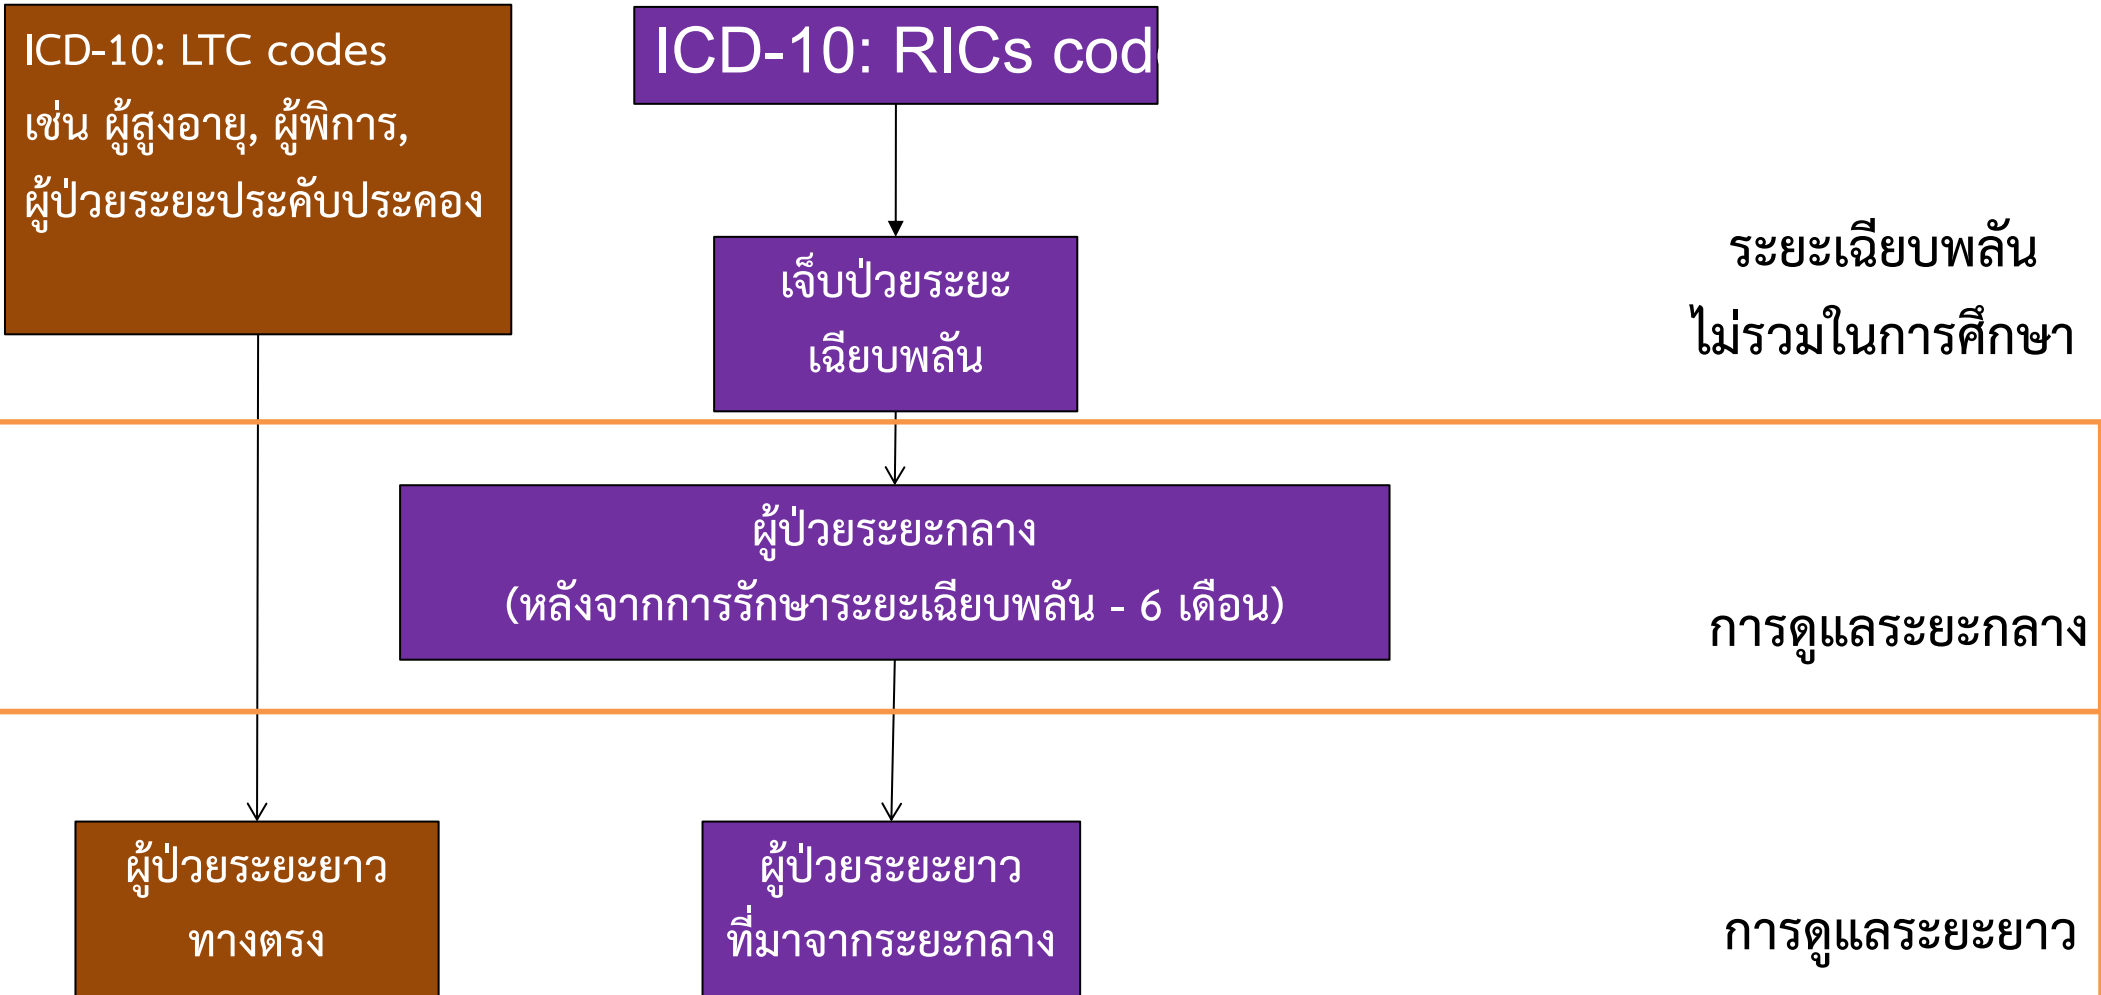 ICD-10: LTC codes
เช่น ผู้สูงอายุ, ผู้พิการ,
ผู้ป่วยระยะประคับประคอง
ICD-10: RICs cod
เจ็บป่วยระยะ
เฉียบพลัน
ระยะเฉียบพลัน
ไม่รวมในการศึกษา
ผู้ป่วยระยะกลาง
(หลังจากการรักษาระยะเฉียบพลัน - 6 เดือน)
การดูแลระยะกลาง
ผู้ป่วยระยะยาว
ทางตรง
ผู้ป่วยระยะยาว
ที่มาจากระยะกลาง
การดูแลระยะยาว